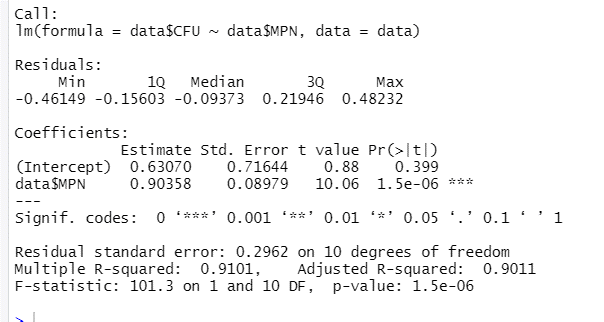 Call:
lm(formula = data$CFU ~ data$MPN, data = data)
Residuals:
Min 1Q Median 3Q Max
-0.46149 -0.15603 -0.09373 0.21946 0.48232
Coefficients:
Estimate Std. Error t value Pr(>|t|)
(Intercept) 0.63070 0.71644 0.88 0.399
data$MPN 0.90358 0.08979 10.06 1.5e-06 ***
---
Signif. codes: 0 ‘***’ 0.001 ‘**’ 0.01 ‘*’ 0.05 ‘.’ 0.1 ‘ ’ 1
Residual standard error: 0.2962 on 10 degrees of freedom
Multiple R-squared: 0.9101, Adjusted R-squared: 0.9011
F-statistic: 101.3 on 1 and 10 DF, p-value: 1.5e-06
>